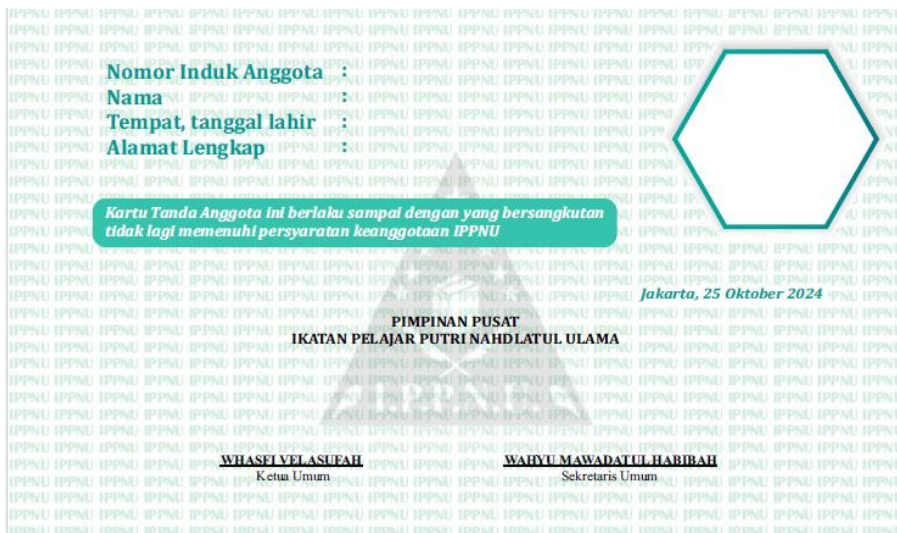 Nomor Induk Anggota :
Nama :
Tempat, tanggal lahir :
Alamat Lengkap :
Kartu Tanda Anggota ini berlaku sampai dengan yang bersangkutan
tidak lagi memenuhi persyaratan keanggotaan IPPNU
Jakarta, 25 Oktober 2024
PIMPINAN PUSAT
IKATAN PELAJAR PUTRI NAHDLATUL ULAMA
I.P.P.N.U.
WHASFI VELASUFAH
Ketua Umum
WAHYU MAWADATUL HABIBAH
Sekretaris Umum